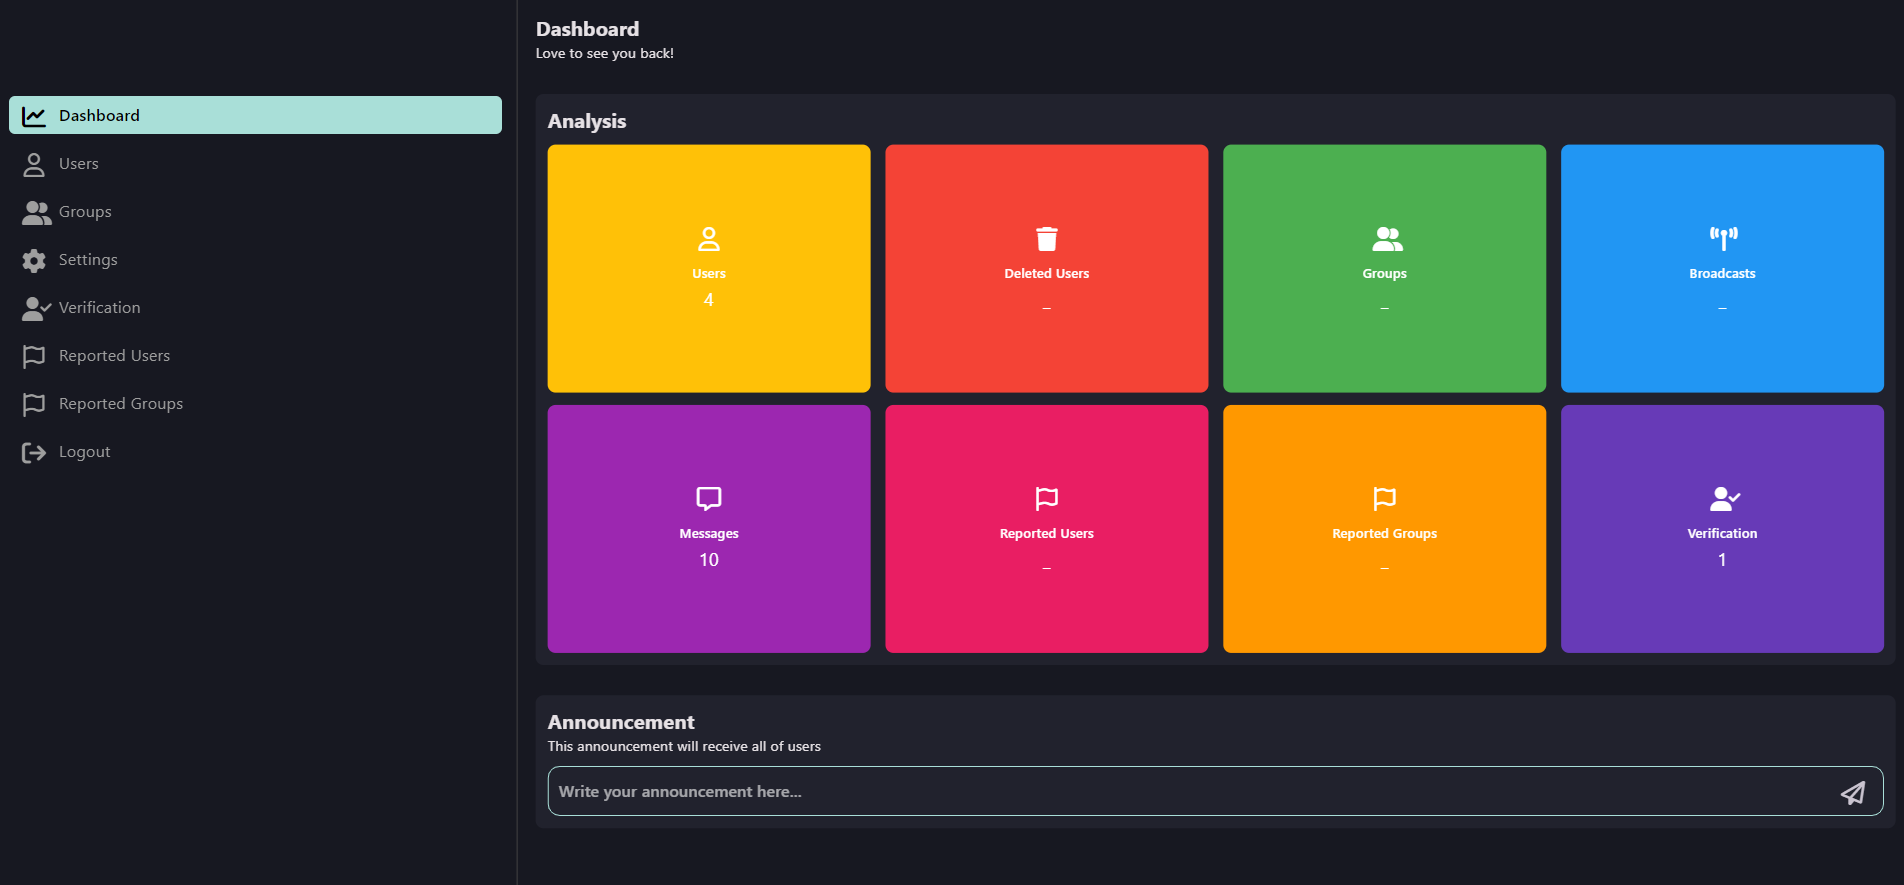 Dashboard
Users
Groups
Settings
Verification
Reported Users
Reported Groups
Logout
Dashboard
Love to see you back!
Analysis
Users
4
Deleted Users
_
Groups
_
Broadcasts
_
Messages
10
Reported Users
_
Reported Groups
_
Verification
1
Announcement
This announcement will receive all of users
Write your announcement here...